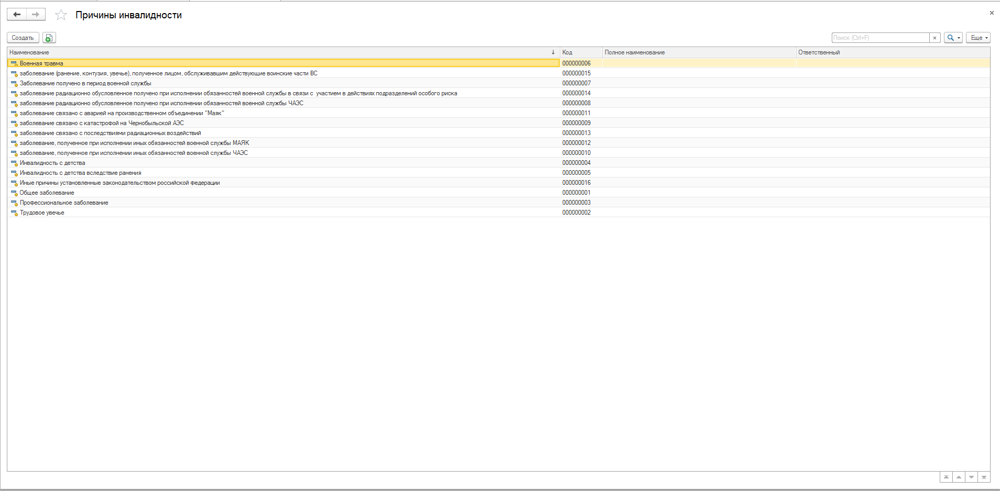 Причины инвалидности
Создать
Поиск (Ctrl+F)
Еще
Наименование Код Полное наименование Ответственный
Военная травма 000000006
заболевание (ранение, контузия, увечье), полученное лицом, обслуживавшим действующие воинские части ВС 000000015
Заболевание получено в период военной службы 000000007
заболевание радиационно обусловленное получено при исполнении обязанностей военной службы в связи с  участием в действиях подразделений особого риска 000000014
заболевание радиационно обусловленное получено при исполнении обязанностей военной службы ЧАЭС 000000008
заболевание связано с аварией на производственном объединении "Маяк" 000000011
заболевание связано с катастрофой на Чернобыльской АЭС 000000009
заболевание связано с последствиями радиационных воздействий 000000013
заболевание, полученное при исполнении иных обязанностей военной службы МАЯК 000000012
заболевание, полученное при исполнении иных обязанностей военной службы ЧАЭС 000000010
Инвалидность с детства 000000004
Инвалидность с детства вследствие ранения 000000005
Иные причины установленные законодательством российской Федерации 000000016
Общее заболевание 000000001
Профессиональное заболевание 000000003
Трудовое увечье 000000002